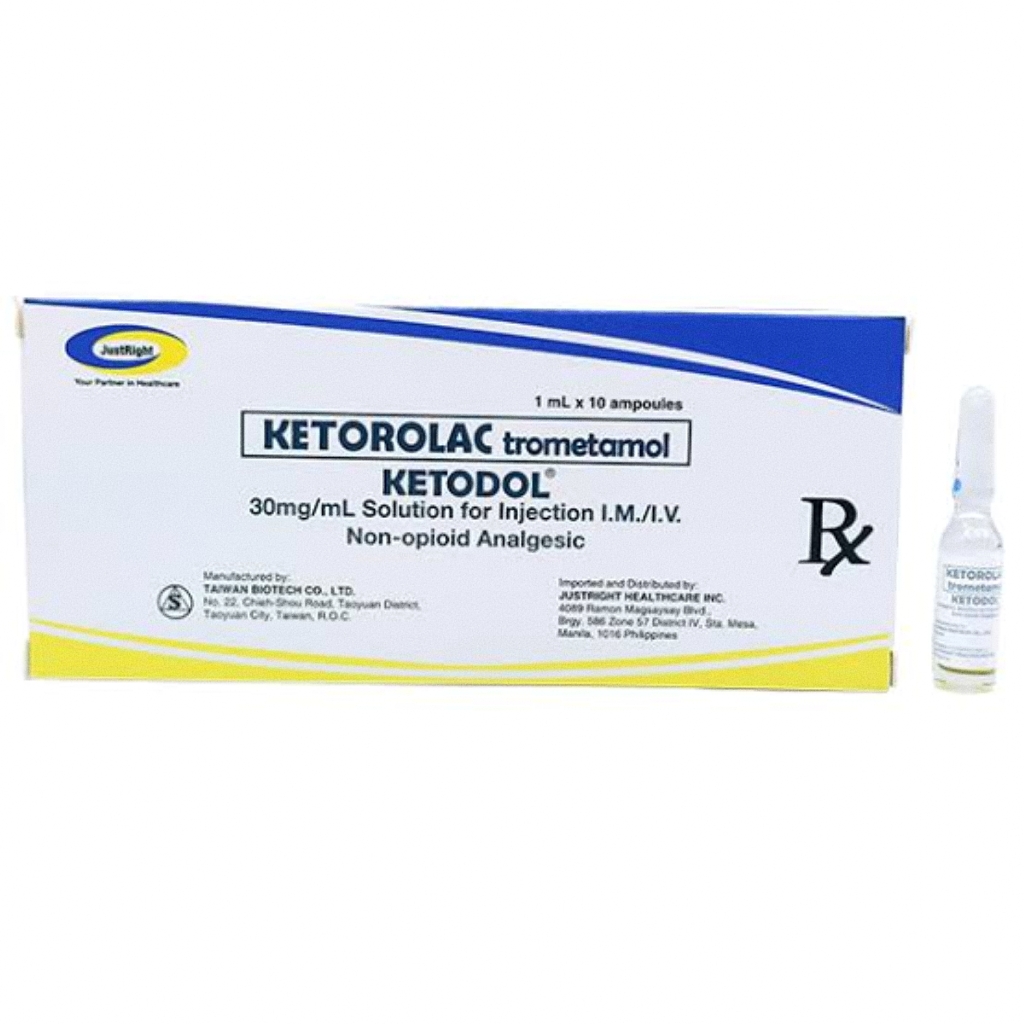 JustRight
Your Partner in Healthcare
1 mL x 10 ampoules
KETOROLAC trometamol
KETODOL®
30mg/mL Solution for Injection I.M./I.V.
Non-opioid Analgesic
Rx
Manufactured by:
TAIWAN BIOTECH CO., LTD.
No. 22, Chieh-Shou Road, Taoyuan District,
Taoyuan City, Taiwan, R.O.C.
S
Imported and Distributed by:
JUSTRIGHT HEALTHCARE INC.
4089 Ramon Magsaysay Blvd.,
Brgy. 586 Zone 57 District IV, Sta. Mesa,
Manila, 1016 Philippines
KETOROLA
trometam
KETODOL